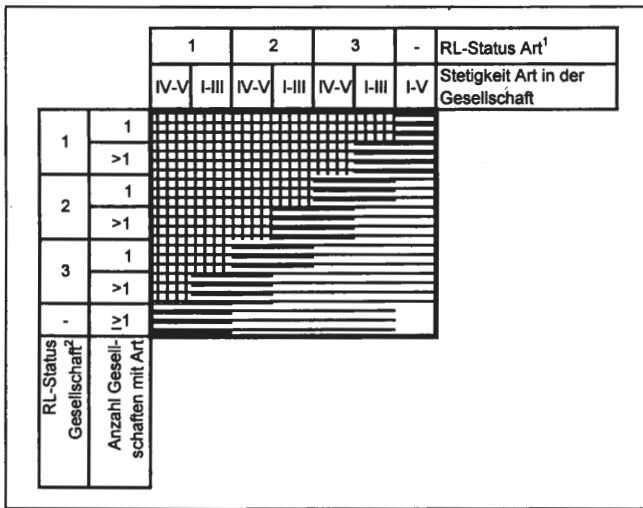 1 2 3 - RL-Status Art¹
IV-V I-III IV-V I-III IV-V I-III I-V Stetigkeit Art in der
Gesellschaft
1 1
>1
2 1
>1
3 1
>1
- ≥1
RL-Status
Gesellschaft²
Anzahl Gesell-
schaften mit Art